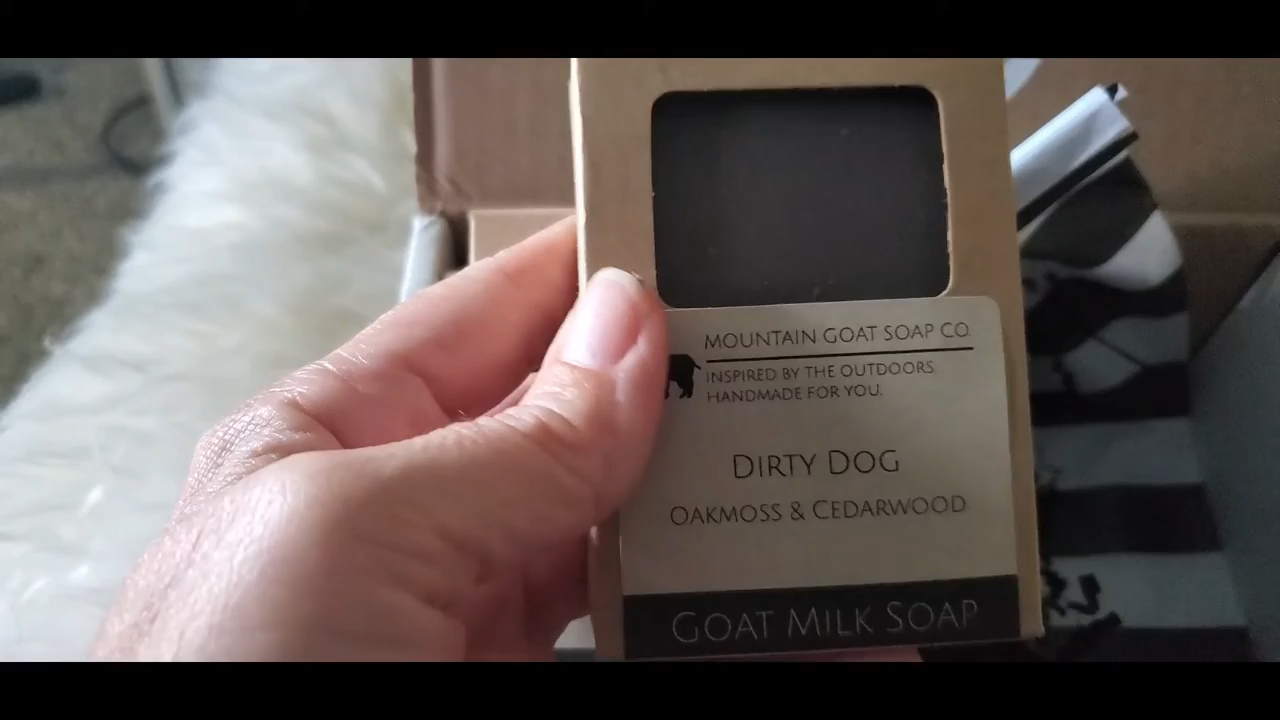 MOUNTAIN GOAT SOAP CO.
INSPIRED BY THE OUTDOORS
HANDMADE FOR YOU.
DIRTY DOG
OAKMOSS & CEDARWOOD
GOAT MILK SOAP